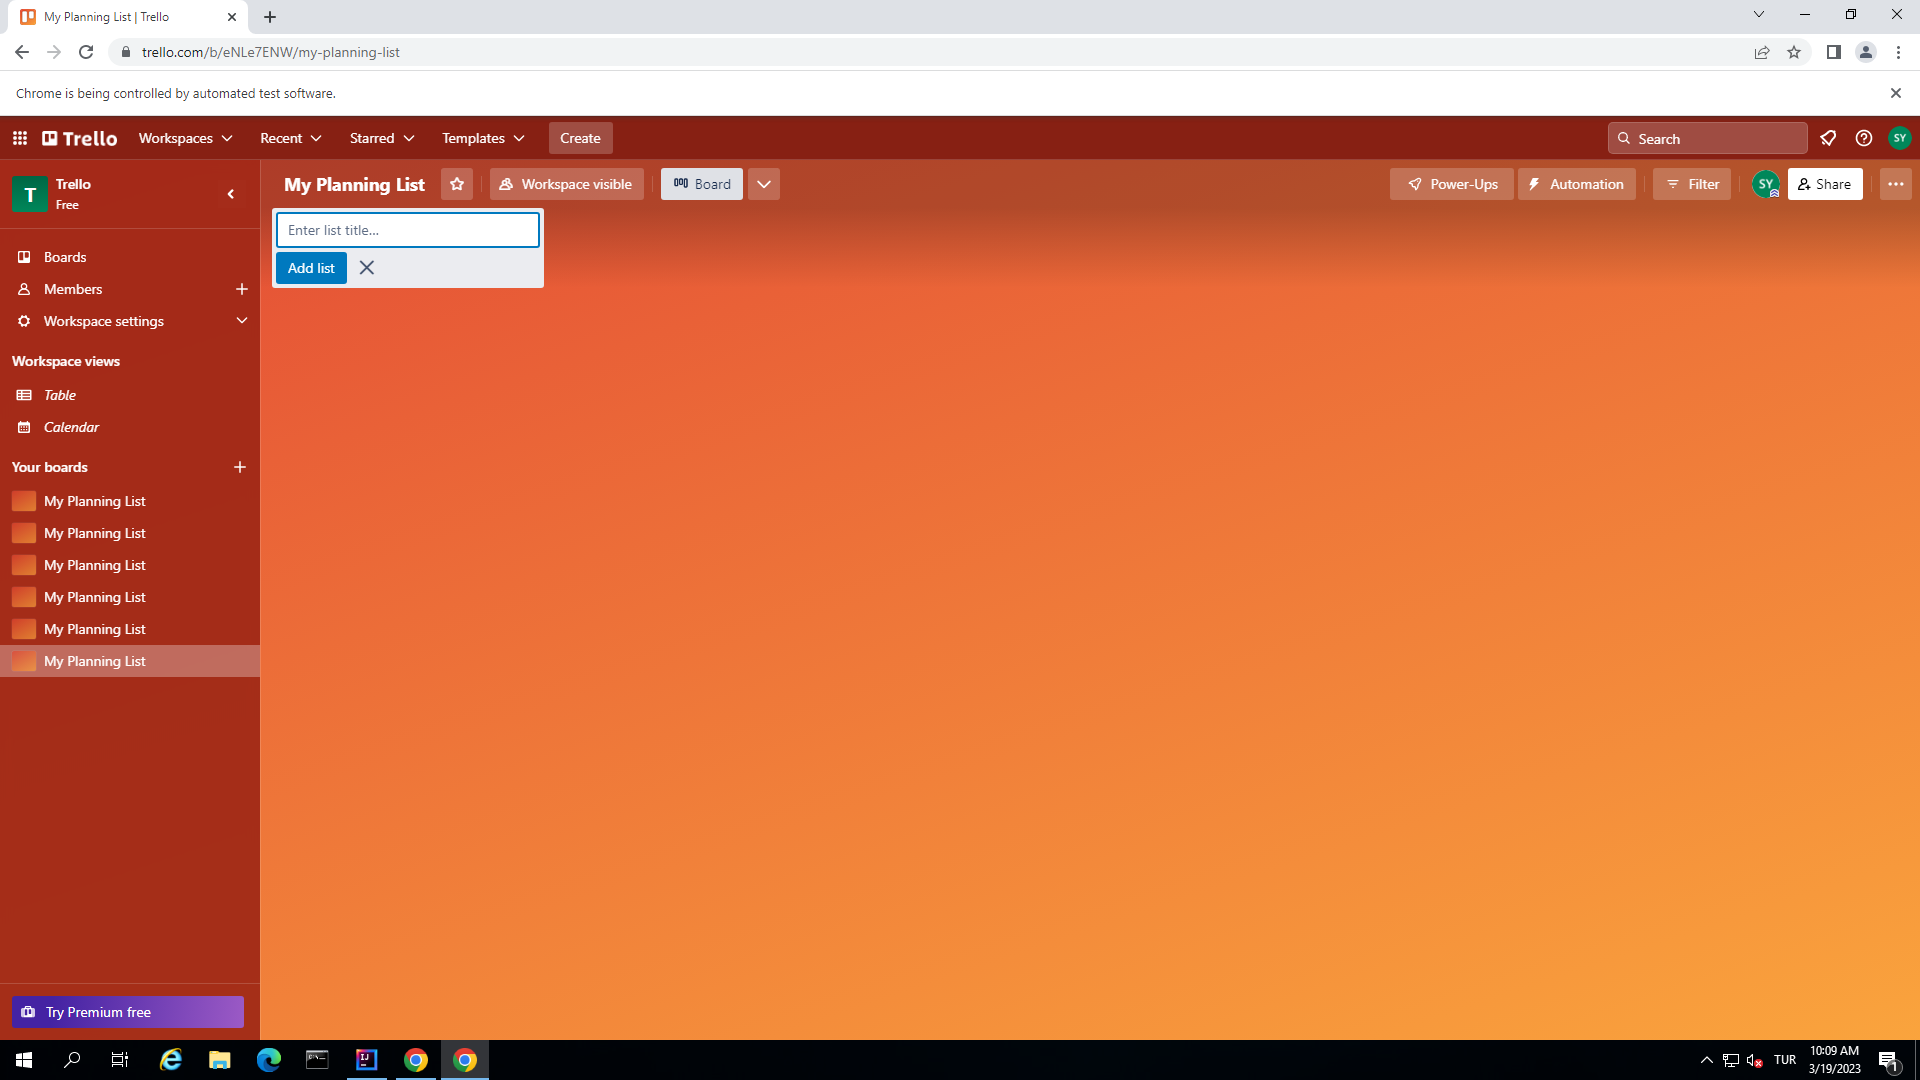 My Planning List | Trello
trello.com/b/eNLe7ENW/my-planning-list
Chrome is being controlled by automated test software.
Trello
Workspaces
Recent
Starred
Templates
Create
Search
SY
T
Trello
Free
My Planning List
Workspace visible
Board
Power-Ups
Automation
Filter
SY
Share
Enter list title...
Add list
Boards
Members
Workspace settings
Workspace views
Table
Calendar
Your boards
My Planning List
My Planning List
My Planning List
My Planning List
My Planning List
My Planning List
Try Premium free
TUR
10:09 AM
3/19/2023
1